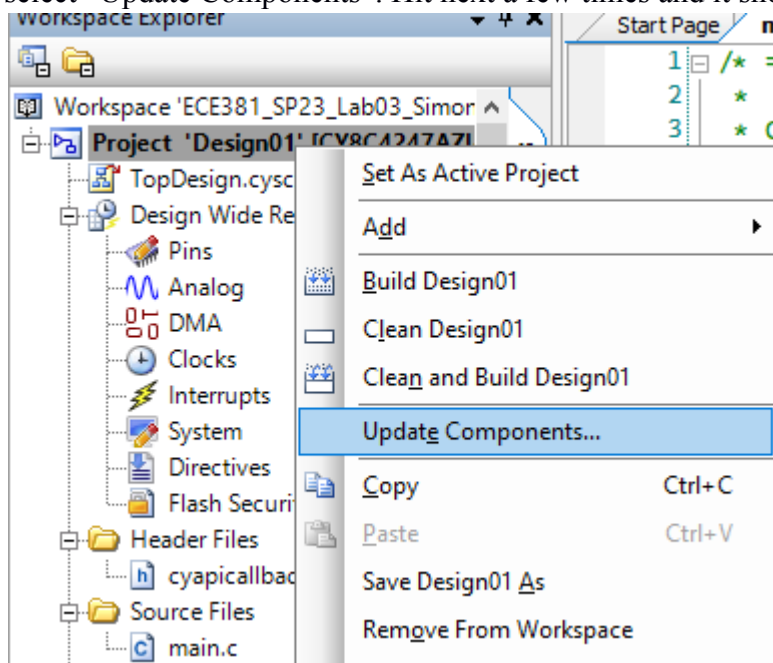 select "Update Components". Hit next a few times and it
Workspace Explorer
Start Page
1 /* =
2 *
3 *
Workspace 'ECE381_SP23_Lab03_Simon
Project 'Design01' [CY8C4247AZI
TopDesign.cysc
Design Wide Re
Pins
Analog
DMA
Clocks
Interrupts
System
Directives
Flash Securi
Header Files
cyapicallbac
Source Files
main.c
Set As Active Project
Add
Build Design01
Clean Design01
Clean and Build Design01
Update Components...
Copy Ctrl+C
Paste Ctrl+V
Save Design01 As
Remove From Workspace